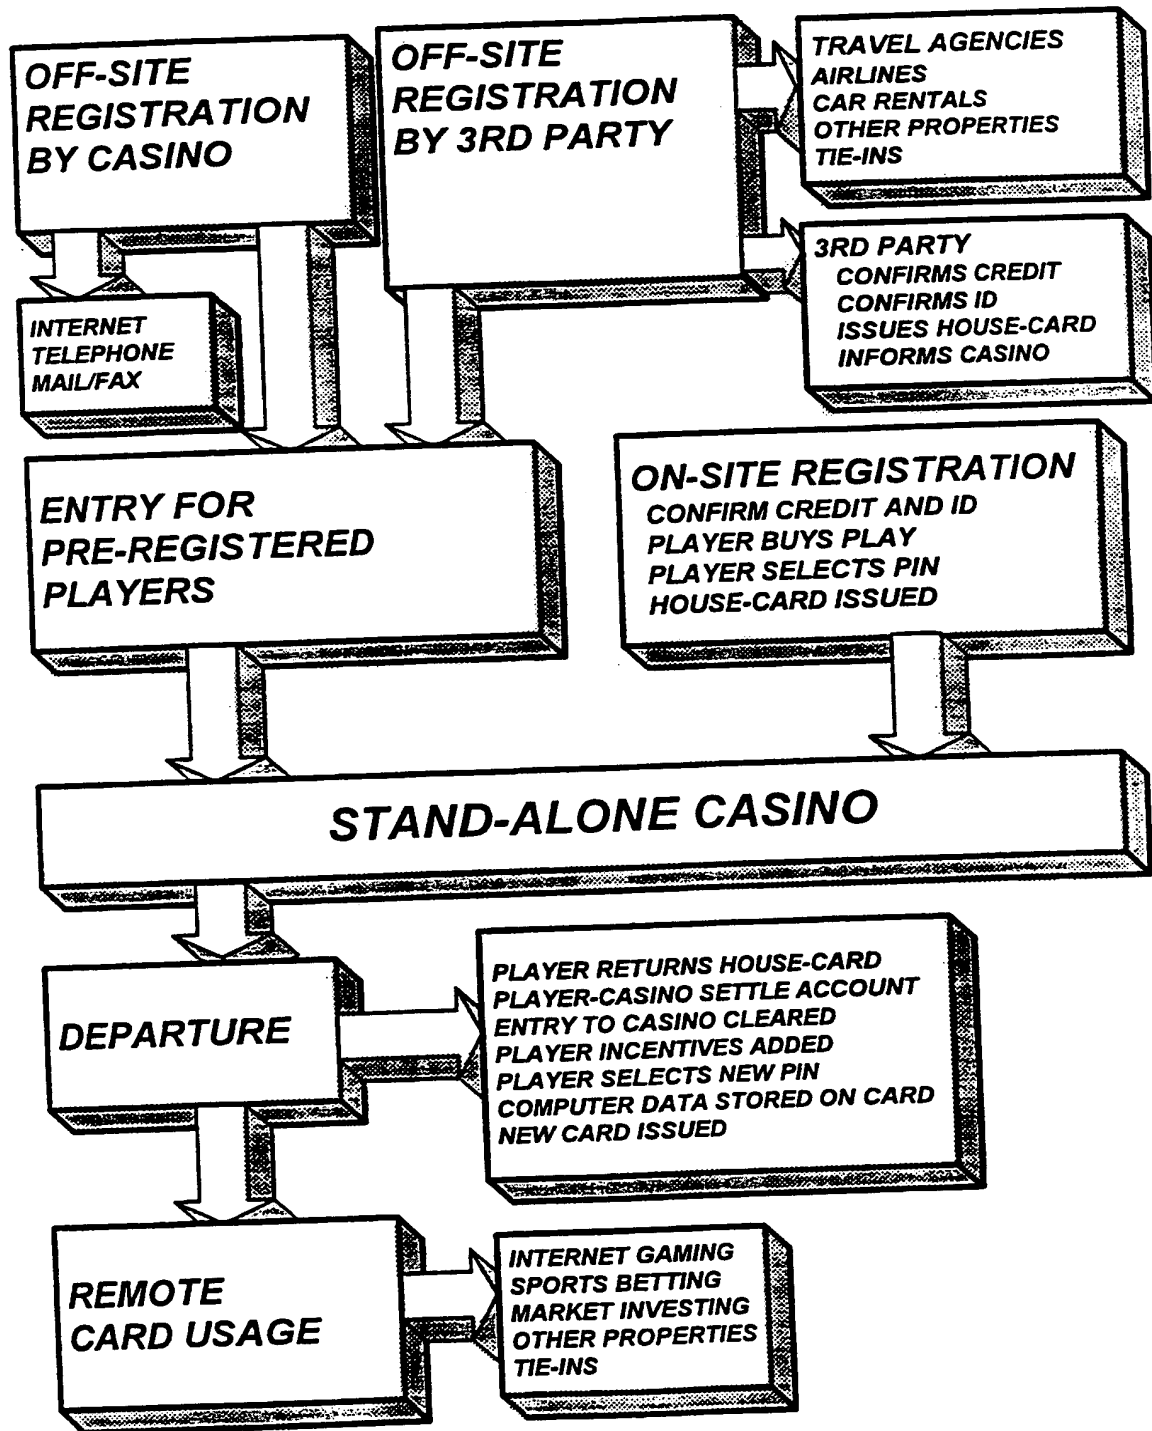 OFF-SITE
REGISTRATION
BY CASINO
OFF-SITE
REGISTRATION
BY 3RD PARTY
TRAVEL AGENCIES
AIRLINES
CAR RENTALS
OTHER PROPERTIES
TIE-INS
3RD PARTY
CONFIRMS CREDIT
CONFIRMS ID
ISSUES HOUSE-CARD
INFORMS CASINO
INTERNET
TELEPHONE
MAIL/FAX
ENTRY FOR
PRE-REGISTERED
PLAYERS
ON-SITE REGISTRATION
CONFIRM CREDIT AND ID
PLAYER BUYS PLAY
PLAYER SELECTS PIN
HOUSE-CARD ISSUED
STAND-ALONE CASINO
DEPARTURE
PLAYER RETURNS HOUSE-CARD
PLAYER-CASINO SETTLE ACCOUNT
ENTRY TO CASINO CLEARED
PLAYER INCENTIVES ADDED
PLAYER SELECTS NEW PIN
COMPUTER DATA STORED ON CARD
NEW CARD ISSUED
REMOTE
CARD USAGE
INTERNET GAMING
SPORTS BETTING
MARKET INVESTING
OTHER PROPERTIES
TIE-INS